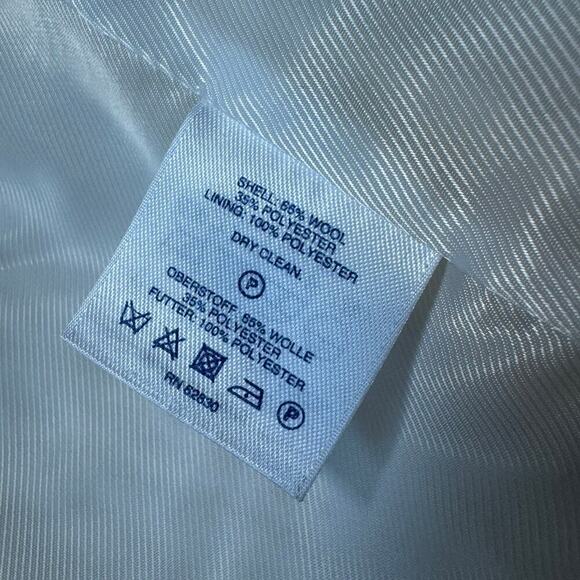 SHELL: 65% WOOL
35% POLYESTER
LINING: 100% POLYESTER
DRY CLEAN.
P
OBERSTOFF: 65% WOLLE
35% POLYESTER
FUTTER: 100% POLYESTER
P
RN 62830